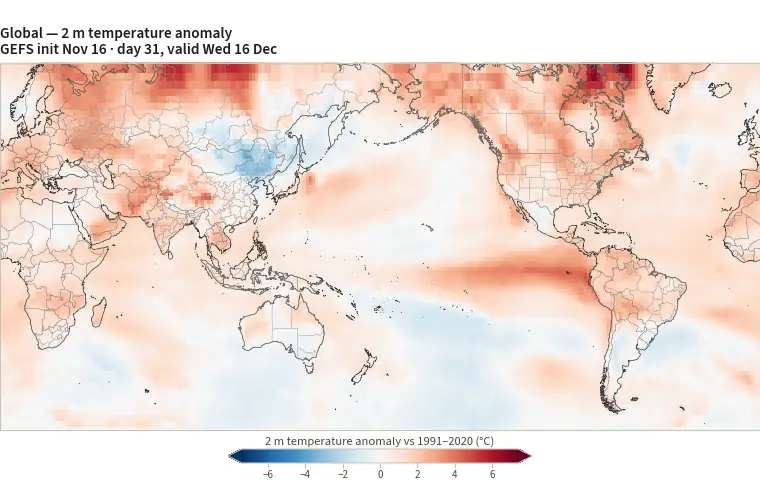 Global — 2 m temperature anomaly
GEFS init Nov 16 · day 31, valid Wed 16 Dec
2 m temperature anomaly vs 1991–2020 (°C)
−6 −4 −2 0 2 4 6